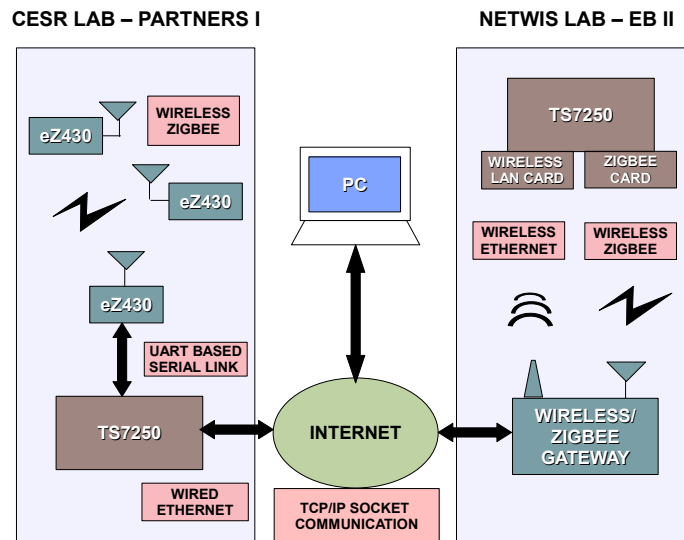 CESR LAB – PARTNERS I
NETWIS LAB – EB II
eZ430
WIRELESS
ZIGBEE
eZ430
eZ430
UART BASED
SERIAL LINK
TS7250
WIRED
ETHERNET
PC
INTERNET
TCP/IP SOCKET
COMMUNICATION
TS7250
WIRELESS
LAN CARD
ZIGBEE
CARD
WIRELESS
ETHERNET
WIRELESS
ZIGBEE
WIRELESS/
ZIGBEE
GATEWAY